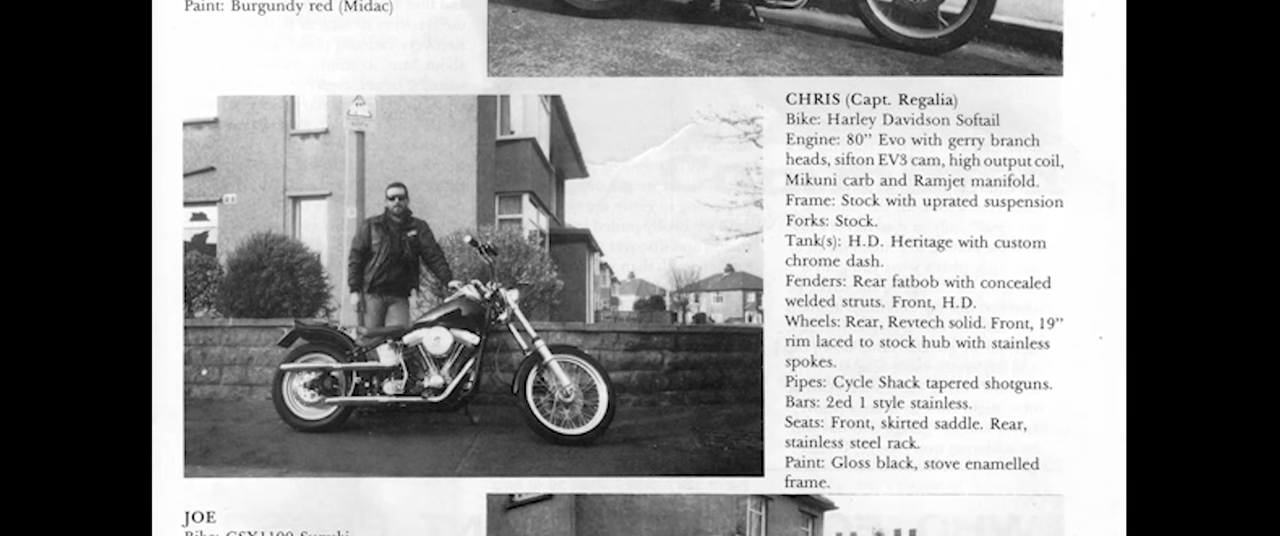 Paint: Burgundy red (Midac)
CHRIS (Capt. Regalia)
Bike: Harley Davidson Softail
Engine: 80” Evo with gerry branch
heads, sifton EV3 cam, high output coil,
Mikuni carb and Ramjet manifold.
Frame: Stock with uprated suspension
Forks: Stock.
Tank(s): H.D. Heritage with custom
chrome dash.
Fenders: Rear fatbob with concealed
welded struts. Front, H.D.
Wheels: Rear, Revtech solid. Front, 19”
rim laced to stock hub with stainless
spokes.
Pipes: Cycle Shack tapered shotguns.
Bars: 2ed 1 style stainless.
Seats: Front, skirted saddle. Rear,
stainless steel rack.
Paint: Gloss black, stove enamelled
frame.
JOE
Bike: GSX1100 Suzuki